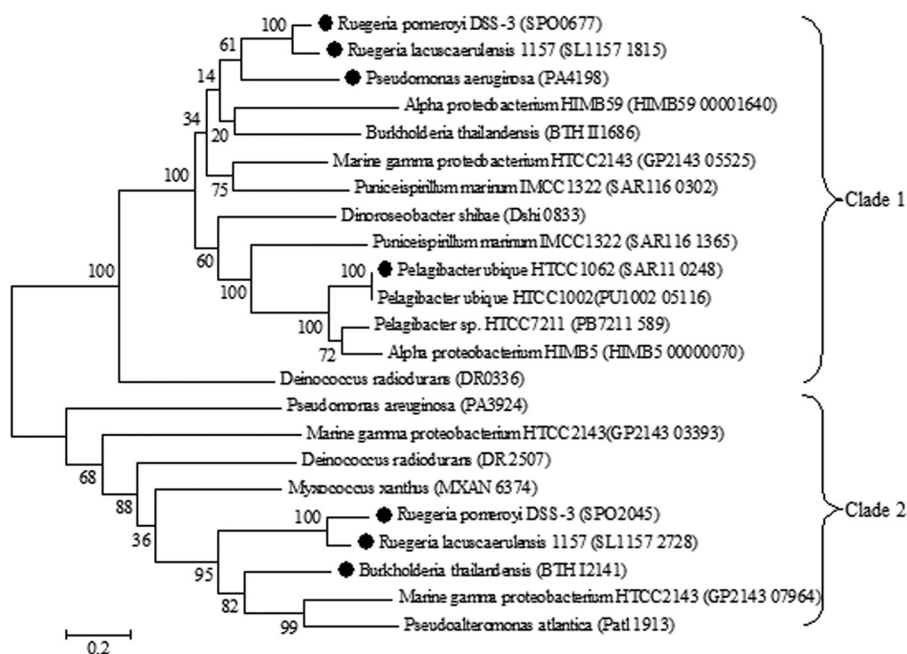 100
Ruegeria pomeroyi DSS-3 (SPO0677)
61
Ruegeria lacuscaerulensis 1157 (SL1157 1815)
14
Pseudomonas aeruginosa (PA4198)
Alpha proteobacterium HIMB59 (HIMB59 00001640)
34
20
Burkholderia thailandensis (BTH II1686)
Marine gamma proteobacterium HTCC2143 (GP2143 05525)
100
75
Puniceispirillum marinum IMCC1322 (SAR116 0302)
Clade 1
Dinoroseobacter shibae (Dshi 0833)
60
Puniceispirillum marinum IMCC1322 (SAR116 1365)
100
100
Pelagibacter ubique HTCC1062 (SAR11 0248)
100
Pelagibacter ubique HTCC1002(PU1002 05116)
100
Pelagibacter sp. HTCC7211 (PB7211 589)
72
Alpha proteobacterium HIMB5 (HIMB5 00000070)
Deinococcus radiodurans (DR0336)
Pseudomonas areuginosa (PA3924)
Marine gamma proteobacterium HTCC2143(GP2143 03393)
68
Deinococcus radiodurans (DR2507)
88
Myxococcus xanthus (MXAN 6374)
Clade 2
36
100
Ruegeria pomeroyi DSS-3 (SPO2045)
Ruegeria lacuscaerulensis 1157 (SL1157 2728)
95
Burkholderia thailandensis (BTH I2141)
82
Marine gamma proteobacterium HTCC2143 (GP2143 07964)
99
Pseudoalteromonas atlantica (Patl 1913)
0.2